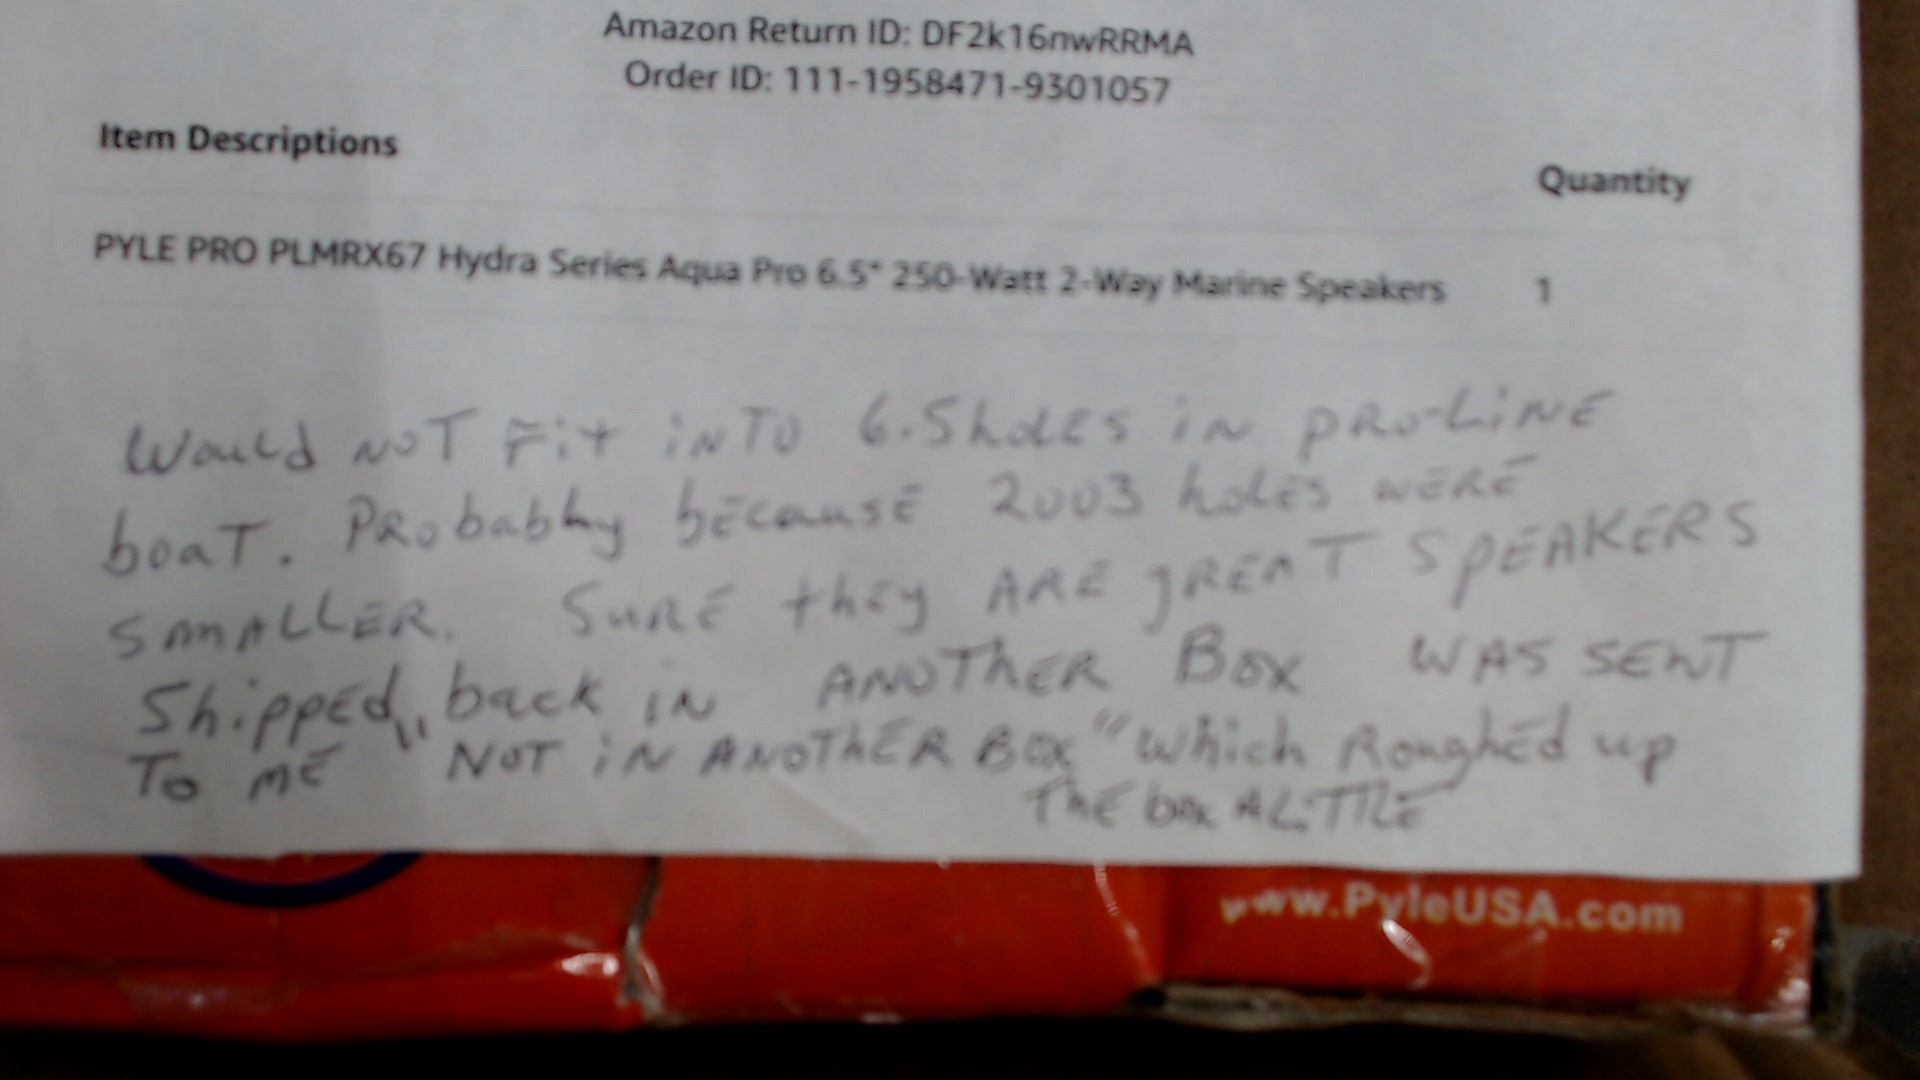 Amazon Return ID: DF2k16nwRRMA
Order ID: 111-1958471-9301057
Item Descriptions
Quantity
PYLE PRO PLMRX67 Hydra Series Aqua Pro 6.5" 250-Watt 2-Way Marine Speakers 1
Would NOT Fit iNTO 6.5 holES iN pRo-LiNE
boaT. PRobabhy bEcausE 2003 holES wERE
SmALLER. SuRE thEy ARE gREAT SPEAKERS
ShippEd back iN ANOThER Box WAS SENT
To mE "NOT iN ANOThER Box" which RoughEd up
ThE box A LiTTlE
www.PyleUSA.com